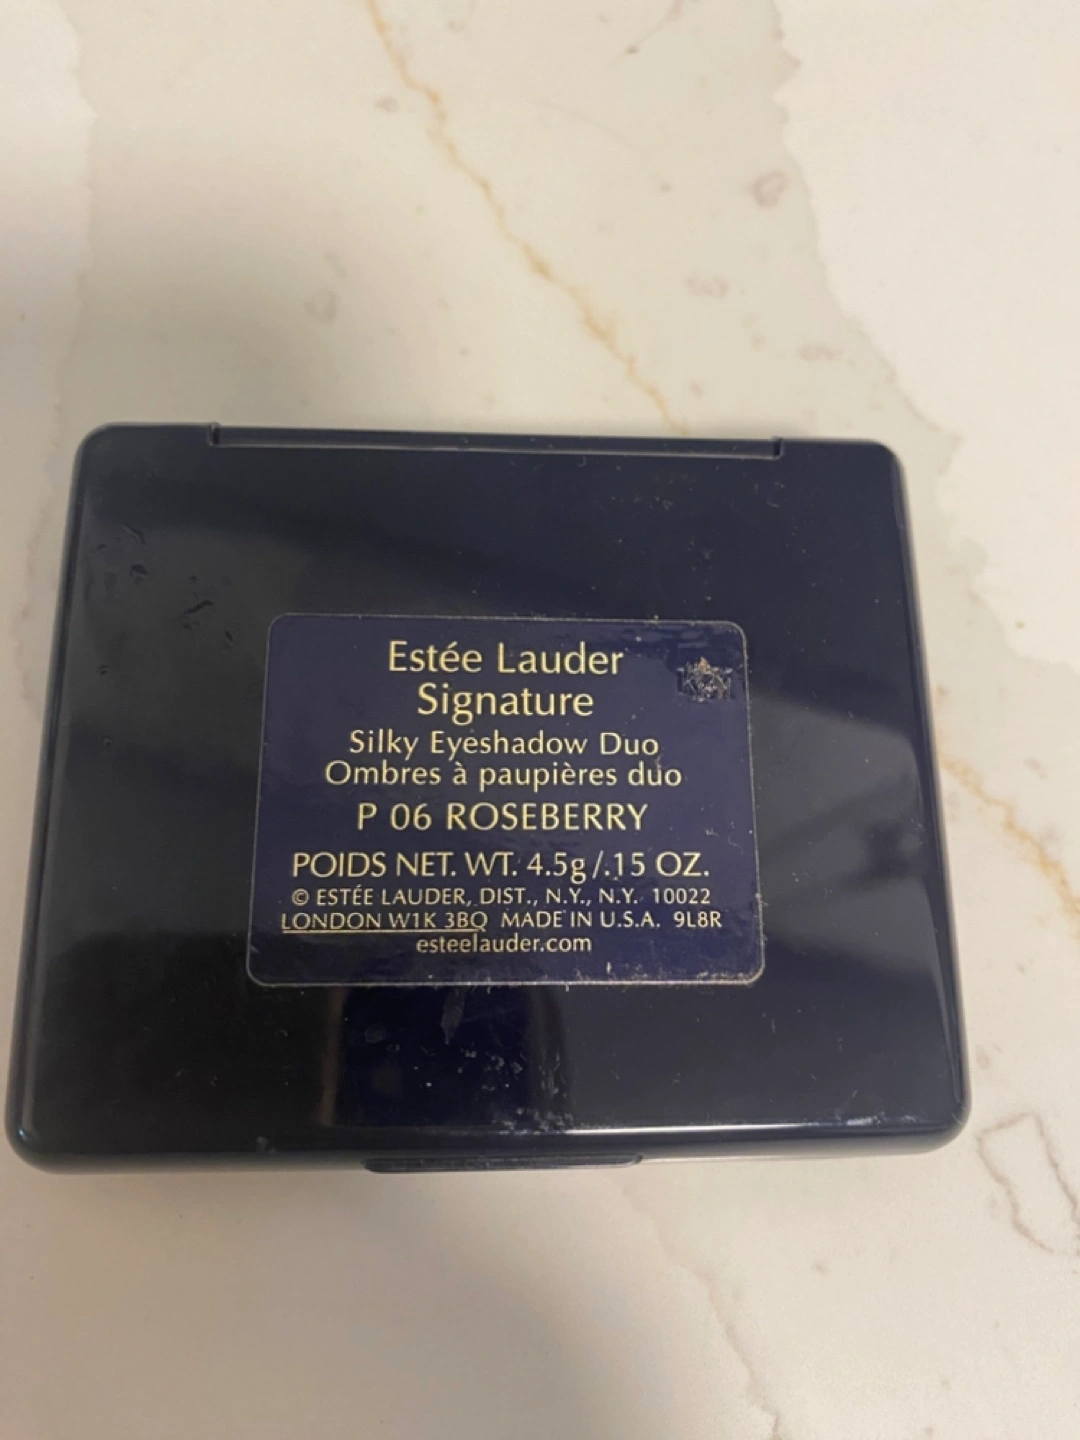 Estée Lauder
Signature
Silky Eyeshadow Duo
Ombres à paupières duo
P 06 ROSEBERRY
POIDS NET. WT. 4.5g /.15 OZ.
© ESTÉE LAUDER, DIST., N.Y., N.Y. 10022
LONDON W1K 3BQ MADE IN U.S.A. 9L8R
esteelauder.com